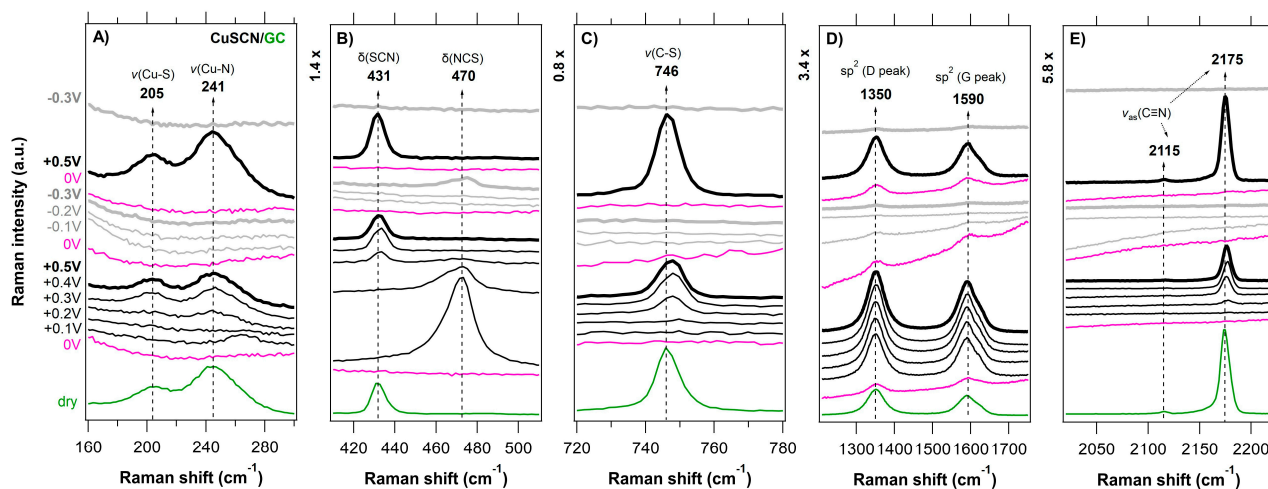 A)
CuSCN/GC
ν(Cu-S)
205
ν(Cu-N)
241
-0.3V
+0.5V
0V
-0.3V
-0.2V
-0.1V
0V
+0.5V
+0.4V
+0.3V
+0.2V
+0.1V
0V
dry
Raman intensity (a.u.)
160 200 240 280
Raman shift (cm⁻¹)
1.4 x
B)
δ(SCN)
431
δ(NCS)
470
420 440 460 480 500
Raman shift (cm⁻¹)
0.8 x
C)
ν(C-S)
746
720 740 760 780
Raman shift (cm⁻¹)
3.4 x
D)
sp² (D peak)
1350
sp² (G peak)
1590
1300 1400 1500 1600 1700
Raman shift (cm⁻¹)
5.8 x
E)
2175
νas(C≡N)
2115
2050 2100 2150 2200
Raman shift (cm⁻¹)